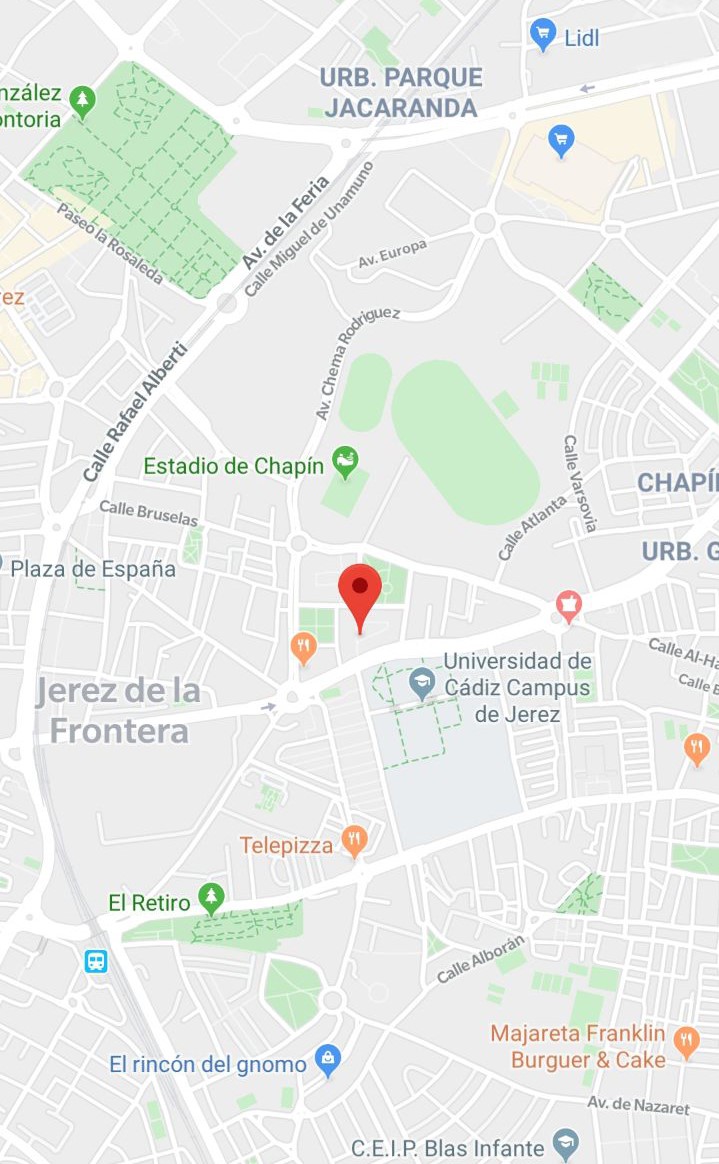 Lidl
URB. PARQUE
JACARANDA
nzález
ontoria
Av. de la Feria
Calle Miguel de Unamuno
Paseo la Rosaleda
Av. Europa
rez
Av. Chema Rodriguez
Calle Rafael Alberti
Estadio de Chapín
Calle Varsovia
CHAPÍ
Calle Bruselas
Calle Atlanta
URB. G
Plaza de España
Universidad de
Cádiz Campus
de Jerez
Calle Al-Ha
Calle E
Jerez de la
Frontera
Telepizza
El Retiro
Calle Alborán
Majareta Franklin
Burguer & Cake
El rincón del gnomo
Av. de Nazaret
C.E.I.P. Blas Infante